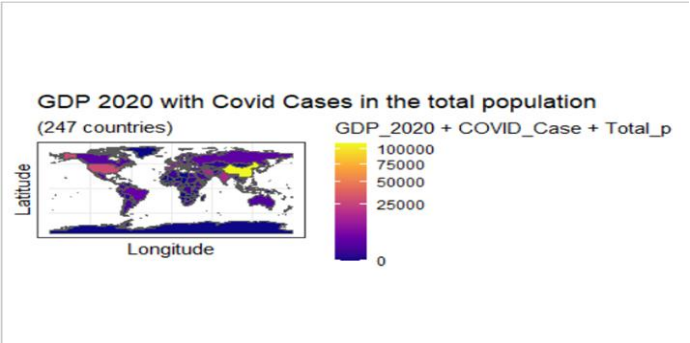 GDP 2020 with Covid Cases in the total population
(247 countries)
GDP_2020 + COVID_Case + Total_p
100000
75000
50000
25000
0
Latitude
Longitude